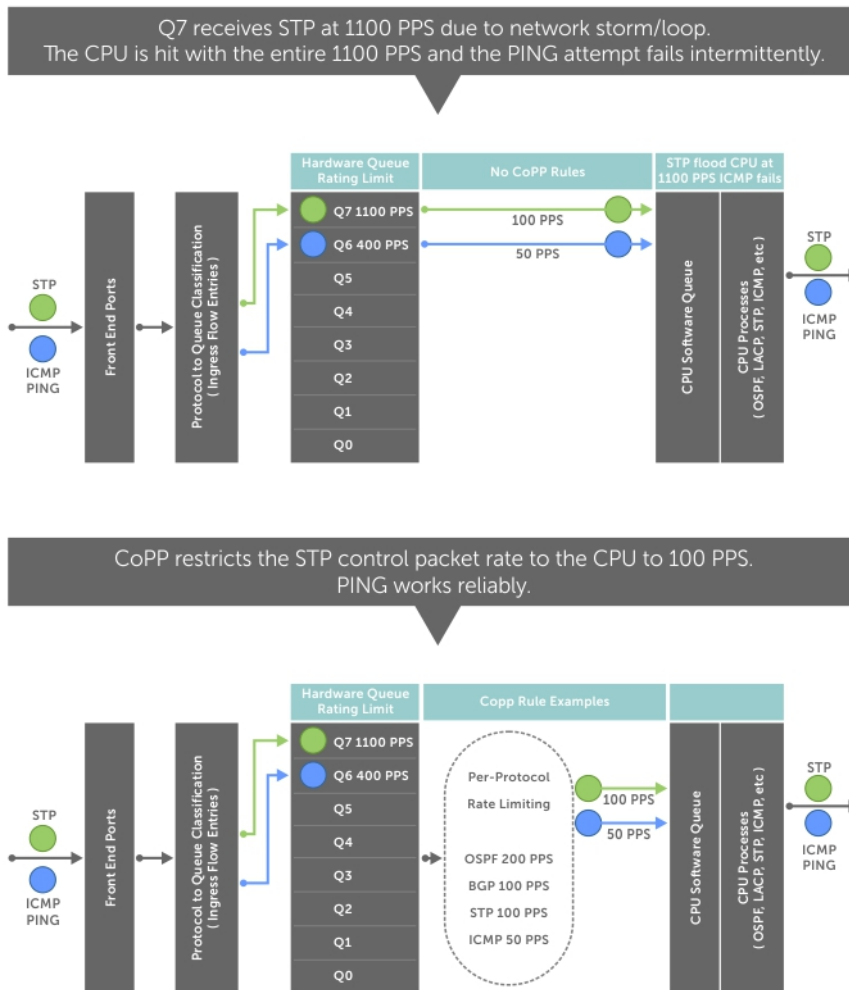 Q7 receives STP at 1100 PPS due to network storm/loop.
The CPU is hit with the entire 1100 PPS and the PING attempt fails intermittently.
Hardware Queue
Rating Limit
No CoPP Rules
STP flood CPU at
1100 PPS ICMP fails
STP
ICMP
PING
Front End Ports
Protocol to Queue Classification
( Ingress Flow Entries )
Q7 1100 PPS
Q6 400 PPS
Q5
Q4
Q3
Q2
Q1
Q0
100 PPS
50 PPS
CPU Software Queue
CPU Processes
( OSPF, LACP, STP, ICMP, etc )
STP
ICMP
PING
CoPP restricts the STP control packet rate to the CPU to 100 PPS.
PING works reliably.
Hardware Queue
Rating Limit
Copp Rule Examples
STP
ICMP
PING
Front End Ports
Protocol to Queue Classification
( Ingress Flow Entries )
Q7 1100 PPS
Q6 400 PPS
Q5
Q4
Q3
Q2
Q1
Q0
Per-Protocol
Rate Limiting
OSPF 200 PPS
BGP 100 PPS
STP 100 PPS
ICMP 50 PPS
100 PPS
50 PPS
CPU Software Queue
CPU Processes
( OSPF, LACP, STP, ICMP, etc )
STP
ICMP
PING